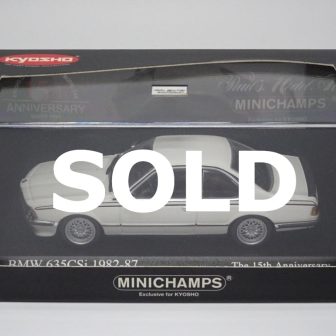 KYOSHO
ANNIVERSARY
MINICHAMPS
SOLD
BMW 635CSi 1982-87
The 15th Anniversary
MINICHAMPS
Exclusive for KYOSHO